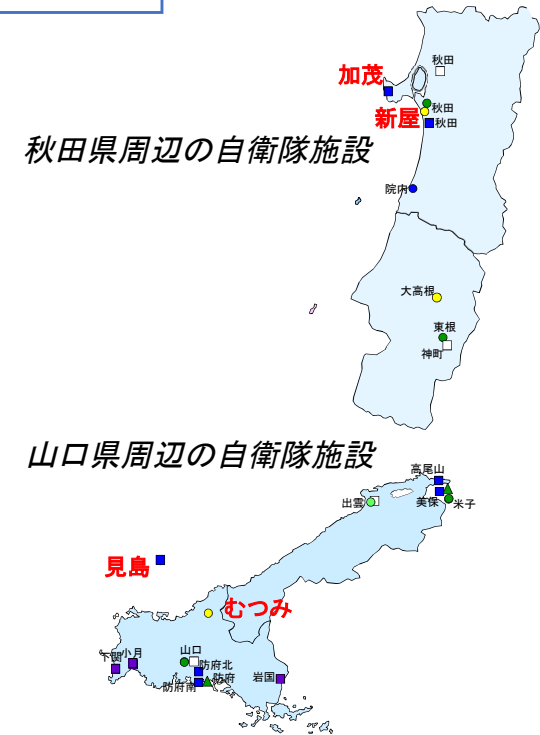 秋田
加茂
秋田
新屋
秋田
秋田県周辺の自衛隊施設
院内
大高根
東根
神町
山口県周辺の自衛隊施設
高尾山
出雲
美保
米子
見島
むつみ
下関
小月
山口
防府北
防府
防府南
岩国